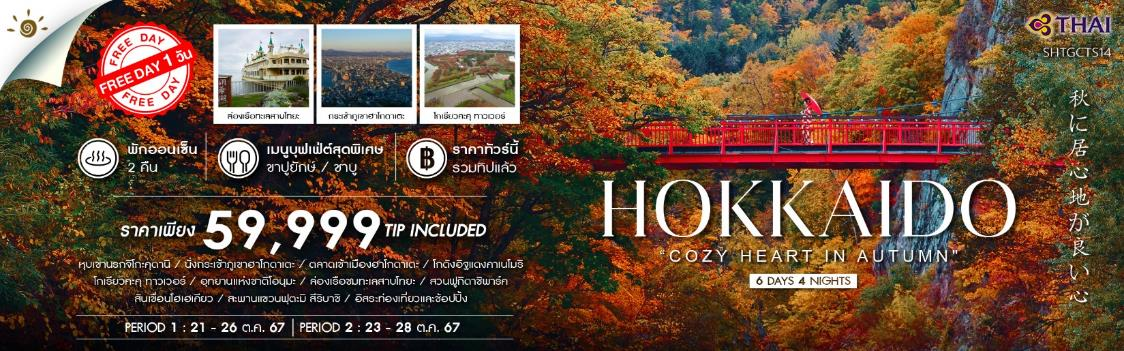 FREE DAY
FREE DAY 1 วัน
FREE DAY
ล่องเรือทะเลสาบโทยะ
กระเช้าภูเขาฮาโกดาเตะ
โกเรียวคะคุ ทาวเวอร์
พักออนเซ็น
2 คืน
เมนูบุฟเฟ่ต์สุดพิเศษ
ขาปูยักษ์ / ชาบู
ราคาทัวร์นี้
รวมทิปแล้ว
ราคาเพียง 59,999 TIP INCLUDED
หุบเขานรกจิโกะคุดานิ / นั่งกระเช้าภูเขาฮาโกดาเตะ / ตลาดเช้าเมืองฮาโกดาเตะ / โกดังอิฐแดงคาเนโมริ
โกเรียวคะคุ ทาวเวอร์ / อุทยานแห่งชาติโอนุมะ / ล่องเรือชมทะเลสาบโทยะ / สวนฟุกิดาชิพาร์ค
ลานเซ็นโฮเฮเคียว / สะพานแขวนฟุตะมิ สึริบาชิ / อิสระท่องเที่ยวและช้อปปิ้ง
PERIOD 1 : 21 - 26 ต.ค. 67 | PERIOD 2 : 23 - 28 ต.ค. 67
THAI
SHTGCTS14
秋に居心地が良い心
HOKKAIDO
“COZY HEART IN AUTUMN”
6 DAYS 4 NIGHTS